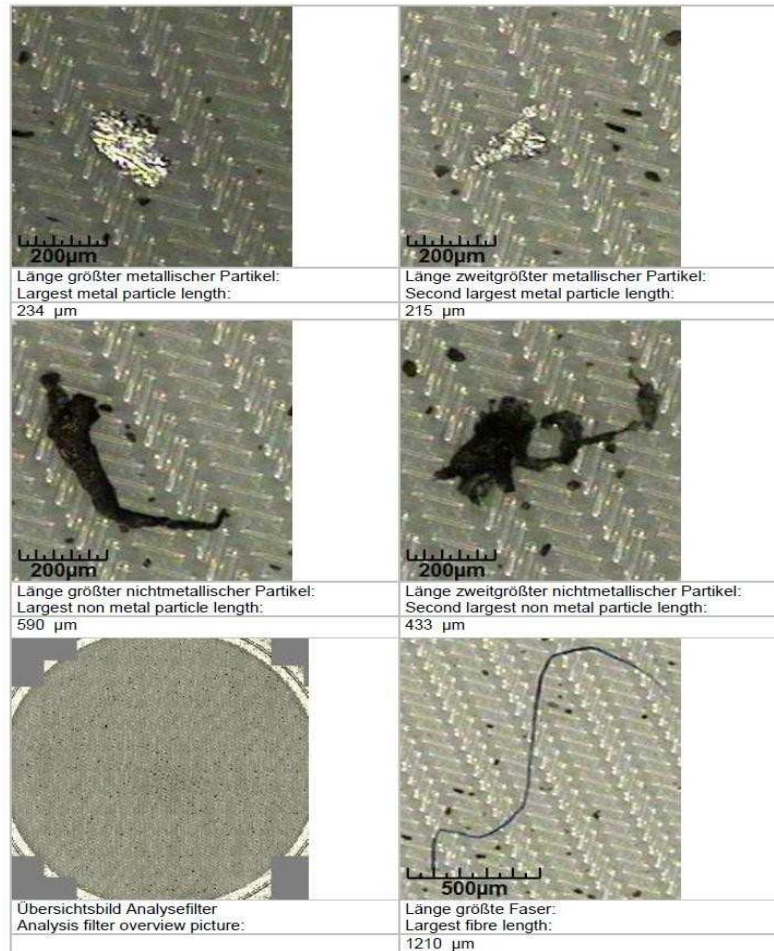 200µm
200µm
Länge größter metallischer Partikel:
Largest metal particle length:
234 µm
Länge zweitgrößter metallischer Partikel:
Second largest metal particle length:
215 µm
200µm
200µm
Länge größter nichtmetallischer Partikel:
Largest non metal particle length:
590 µm
Länge zweitgrößter nichtmetallischer Partikel:
Second largest non metal particle length:
433 µm
500µm
Übersichtsbild Analysefilter
Analysis filter overview picture:
Länge größte Faser:
Largest fibre length:
1210 µm